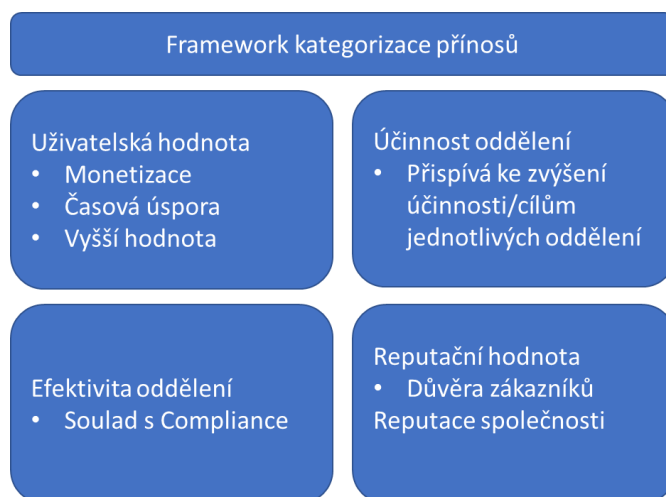 Framework kategorizace přínosů
Uživatelská hodnota
• Monetizace
• Časová úspora
• Vyšší hodnota
Účinnost oddělení
• Přispívá ke zvýšení
účinnosti/cílům
jednotlivých oddělení
Efektivita oddělení
• Soulad s Compliance
Reputační hodnota
• Důvěra zákazníků
Reputace společnosti